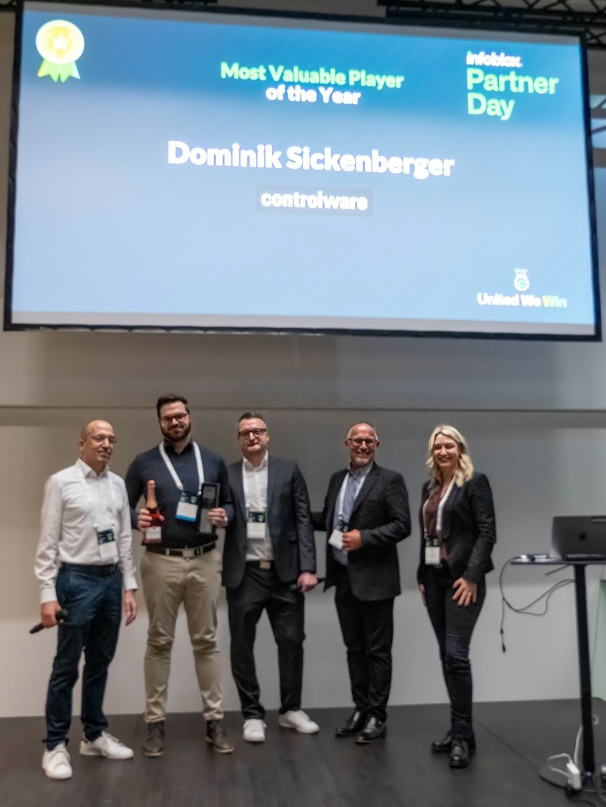 Most Valuable Player
of the Year
infoblox.
Partner
Day
Dominik Sickenberger
controlware
United We Win